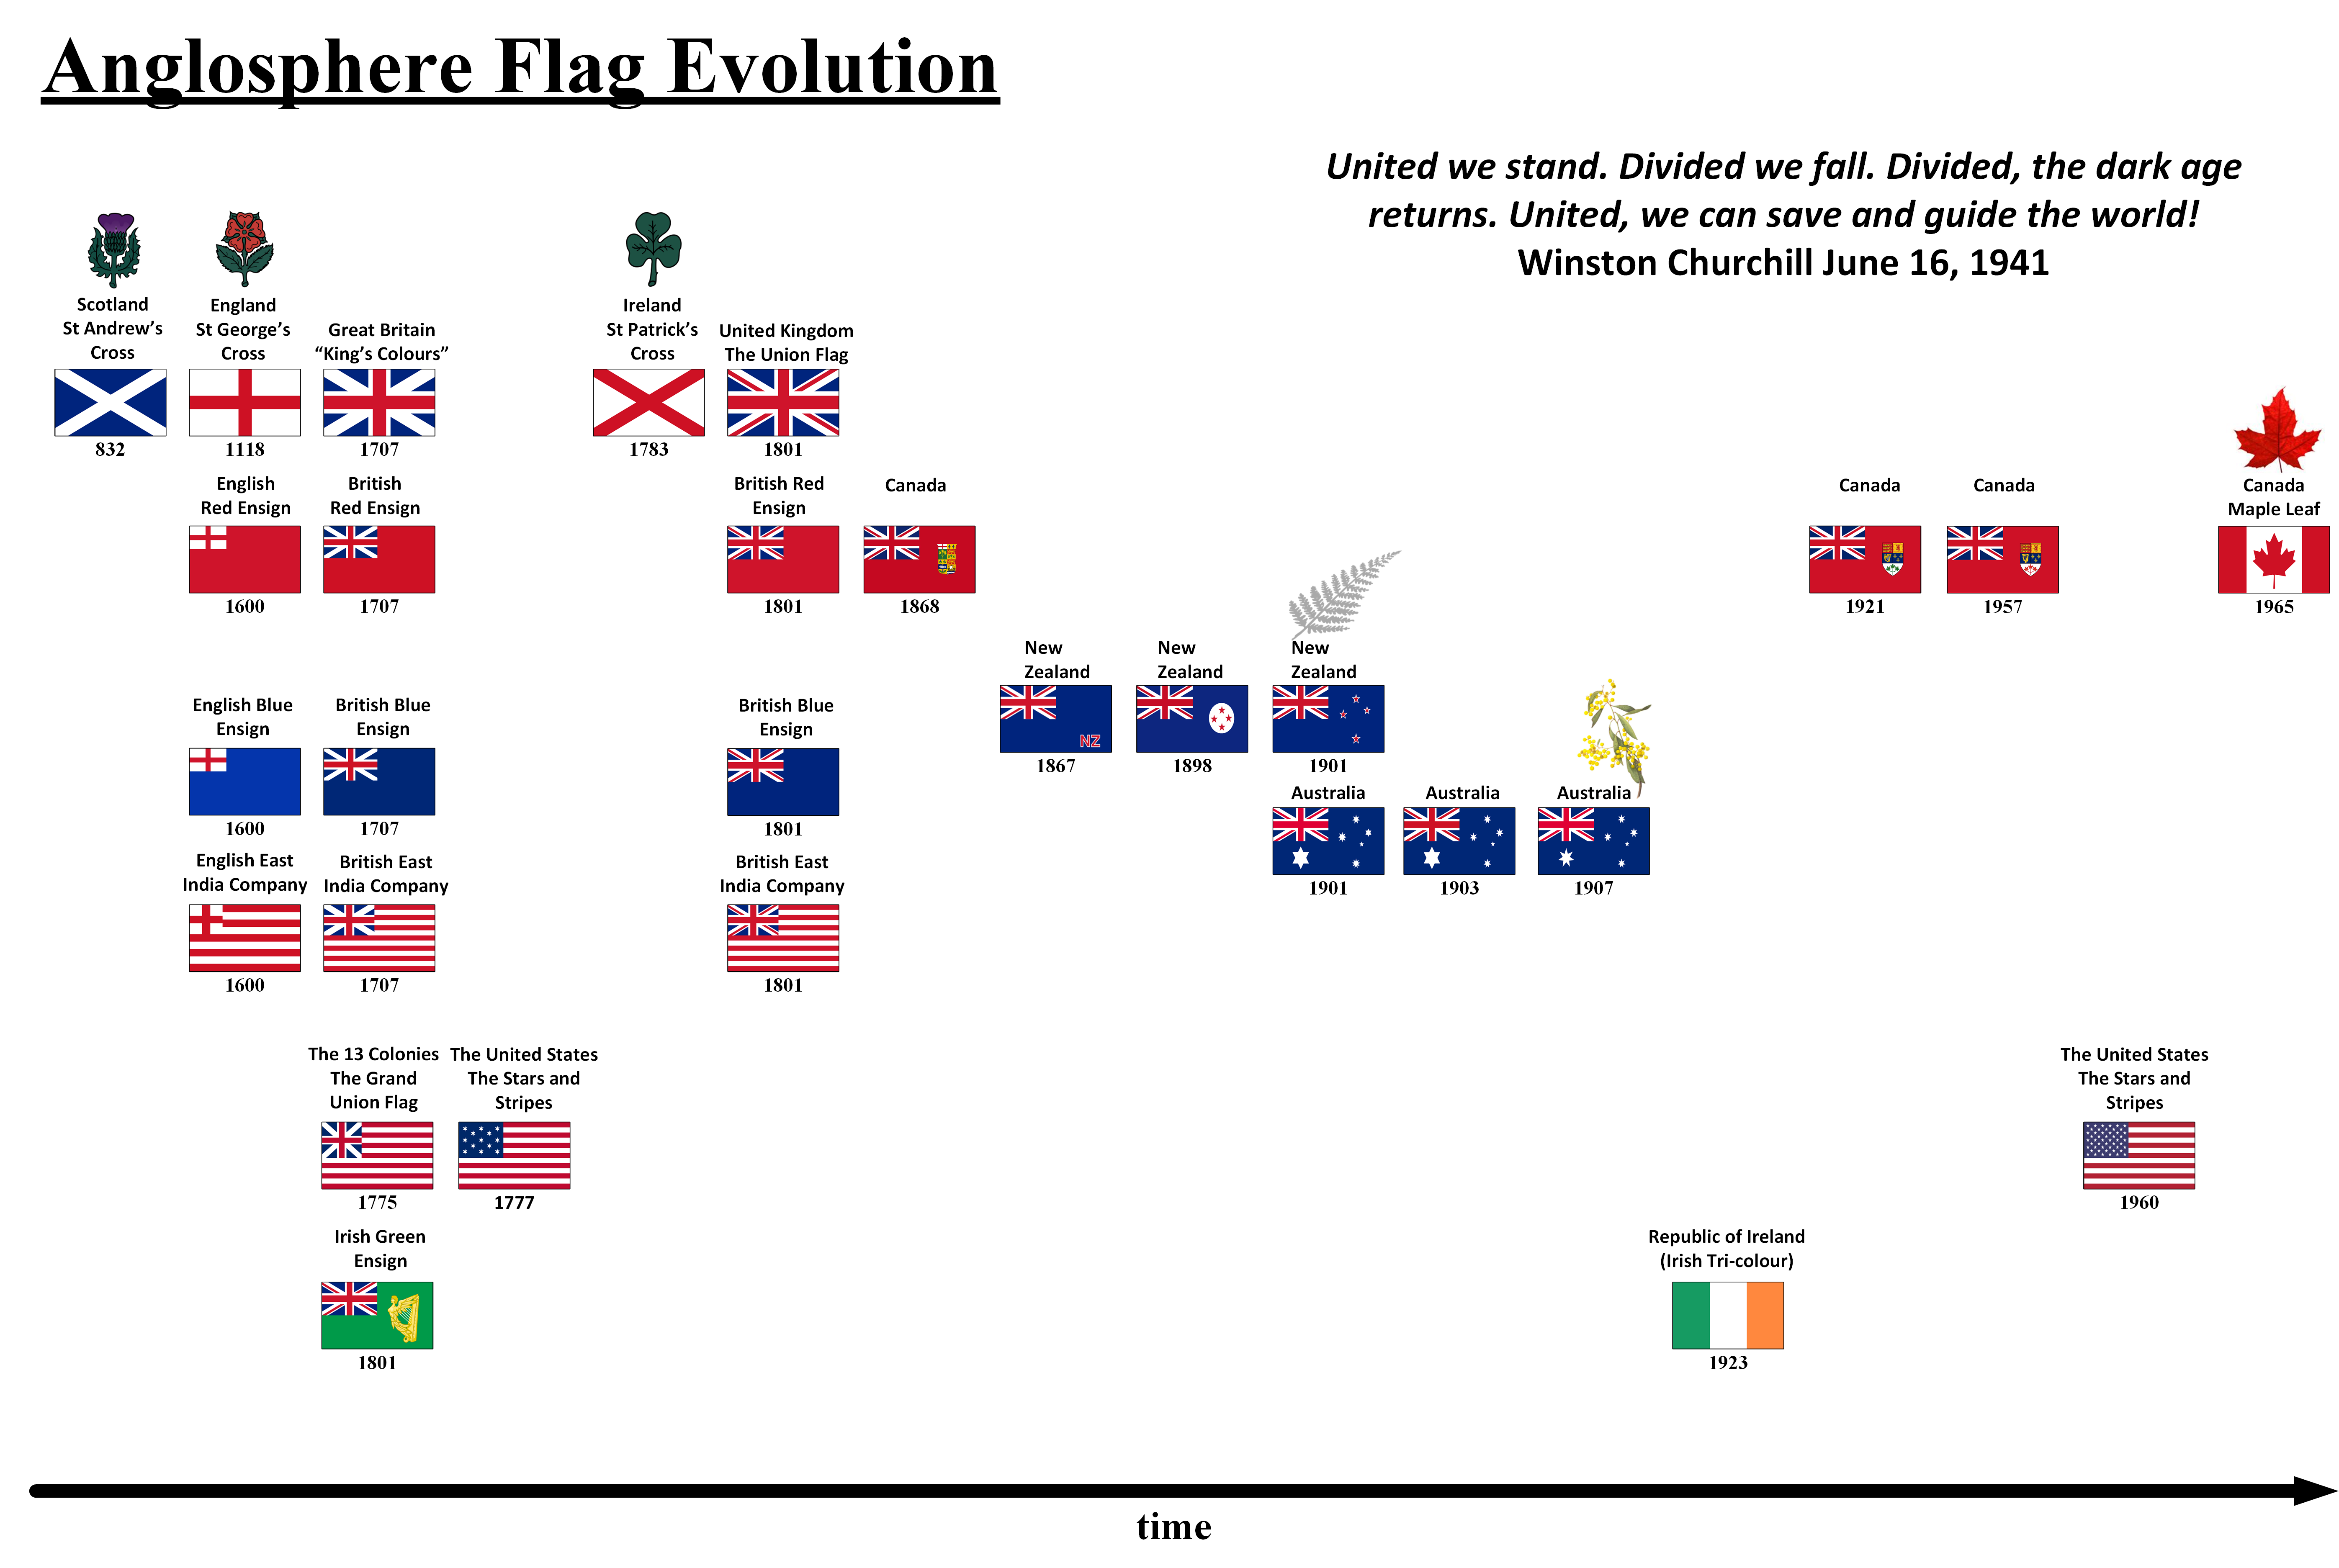 Anglosphere Flag Evolution
United we stand. Divided we fall. Divided, the dark age
returns. United, we can save and guide the world!
Winston Churchill June 16, 1941
Scotland
St Andrew’s
Cross
832
England
St George’s
Cross
1118
Great Britain
“King’s Colours”
1707
Ireland
St Patrick’s
Cross
1783
United Kingdom
The Union Flag
1801
English
Red Ensign
1600
British
Red Ensign
1707
British Red
Ensign
1801
Canada
1868
Canada
1921
Canada
1957
Canada
Maple Leaf
1965
New
Zealand
NZ
1867
New
Zealand
1898
New
Zealand
1901
English Blue
Ensign
1600
British Blue
Ensign
1707
British Blue
Ensign
1801
Australia
1901
Australia
1903
Australia
1907
English East
India Company
1600
British East
India Company
1707
British East
India Company
1801
The 13 Colonies
The Grand
Union Flag
1775
The United States
The Stars and
Stripes
1777
The United States
The Stars and
Stripes
1960
Irish Green
Ensign
1801
Republic of Ireland
(Irish Tri-colour)
1923
time